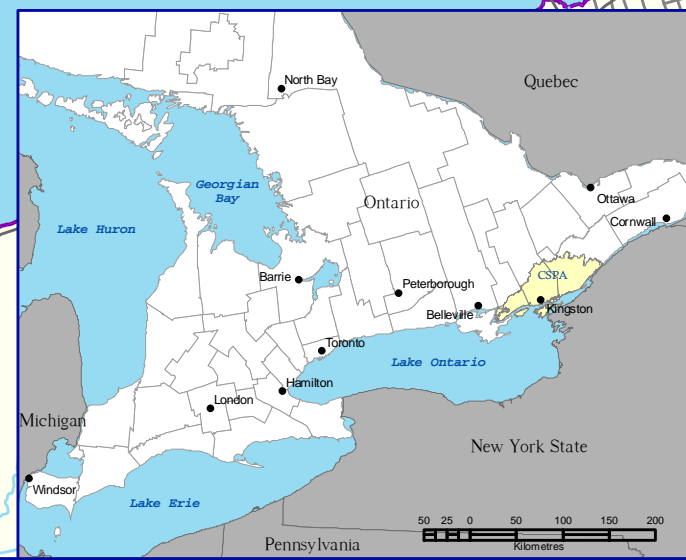 North Bay
Quebec
Georgian
Bay
Ontario
Ottawa
Lake Huron
Cornwall
Barrie
CSPA
Peterborough
Belleville
Kingston
Toronto
Lake Ontario
Hamilton
London
Michigan
New York State
Windsor
Lake Erie
50 25 0 50 100 150 200
Kilometres
Pennsylvania